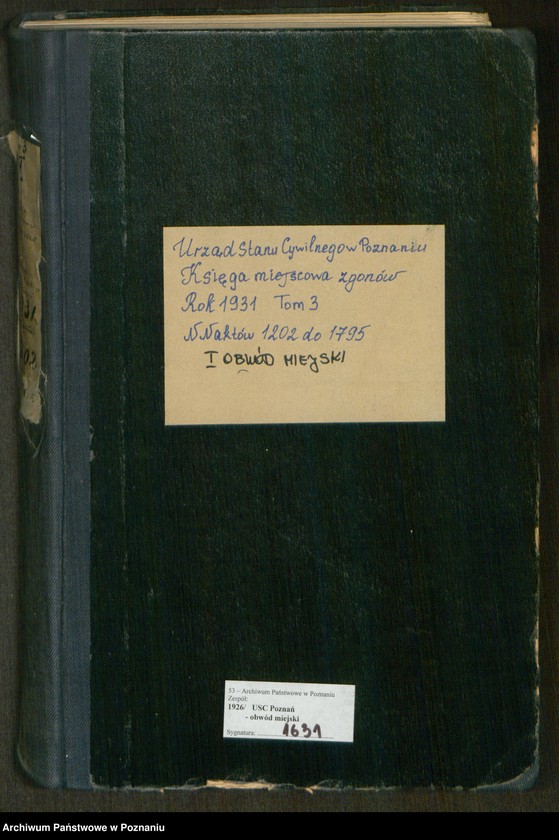 Urząd Stanu Cywilnego w Poznaniu
Księga miejscowa zgonów
Rok 1931 Tom 3
NNaktów 1202 do 1795
I OBWÓD MIEJSKI
53 – Archiwum Państwowe w Poznaniu
Zespół:
1926/ USC Poznań
- obwód miejski
Sygnatura: 1631
Archiwum Państwowe w Poznaniu